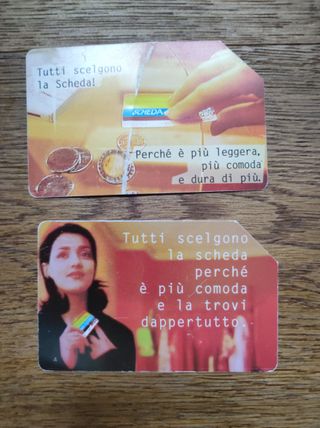 Tutti scelgono
la Scheda!
SCHEDA
Perché è più leggera,
più comoda
e dura di più.
Tutti scelgono
la scheda
perché
è più comoda
e la trovi
dappertutto.